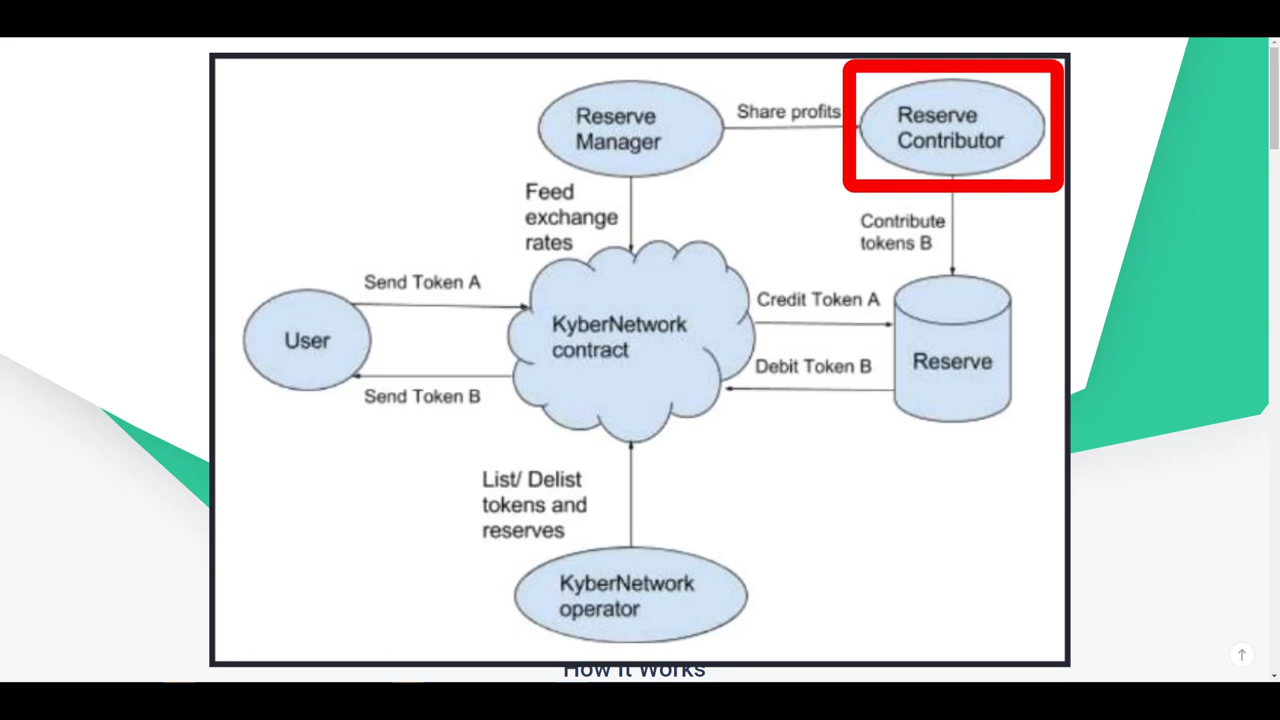 Reserve
Manager
Share profits
Reserve
Contributor
Feed
exchange
rates
Contribute
tokens B
Send Token A
Credit Token A
User
KyberNetwork
contract
Reserve
Debit Token B
Send Token B
List/ Delist
tokens and
reserves
KyberNetwork
operator
How It Works